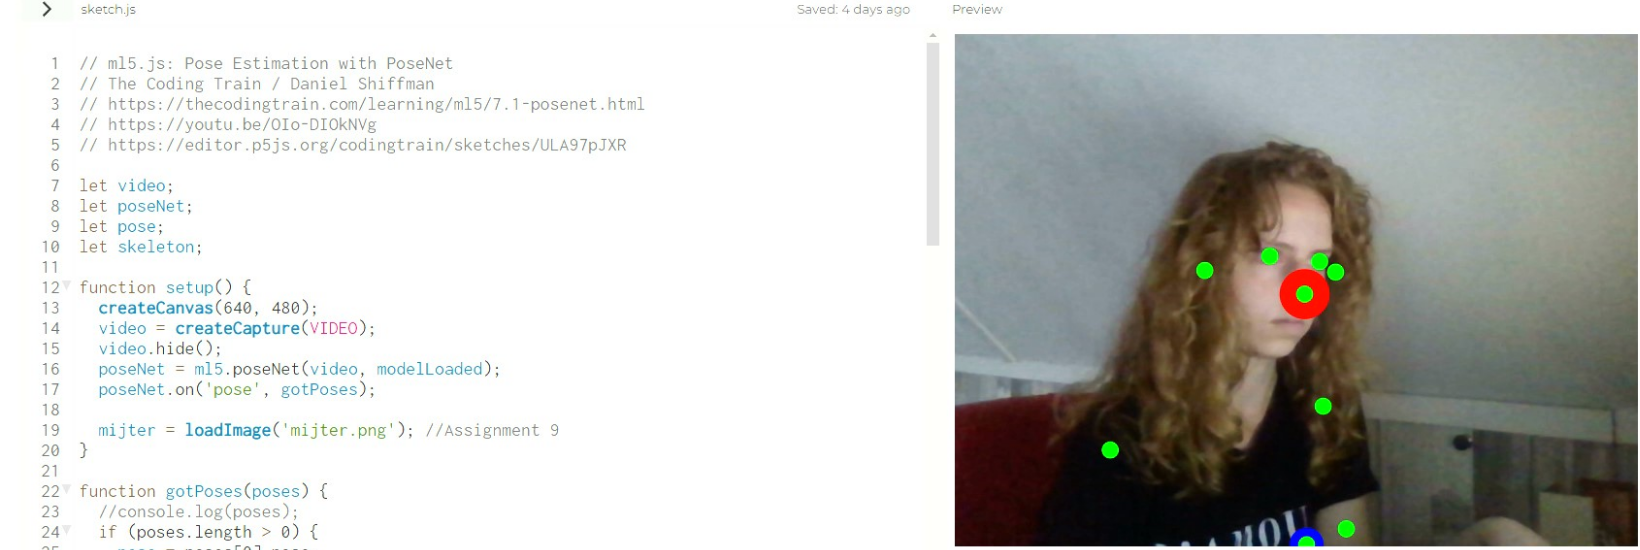 sketch.js
Saved: 4 days ago
Preview
1 // ml5.js: Pose Estimation with PoseNet
2 // The Coding Train / Daniel Shiffman
3 // https://thecodingtrain.com/learning/ml5/7.1-posenet.html
4 // https://youtu.be/OIo-DIOkNVg
5 // https://editor.p5js.org/codingtrain/sketches/ULA97pJXR
6
7 let video;
8 let poseNet;
9 let pose;
10 let skeleton;
11
12 function setup() {
13 createCanvas(640, 480);
14 video = createCapture(VIDEO);
15 video.hide();
16 poseNet = ml5.poseNet(video, modelLoaded);
17 poseNet.on('pose', gotPoses);
18
19 mijter = loadImage('mijter.png'); //Assignment 9
20 }
21
22 function gotPoses(poses) {
23 //console.log(poses);
24 if (poses.length > 0) {